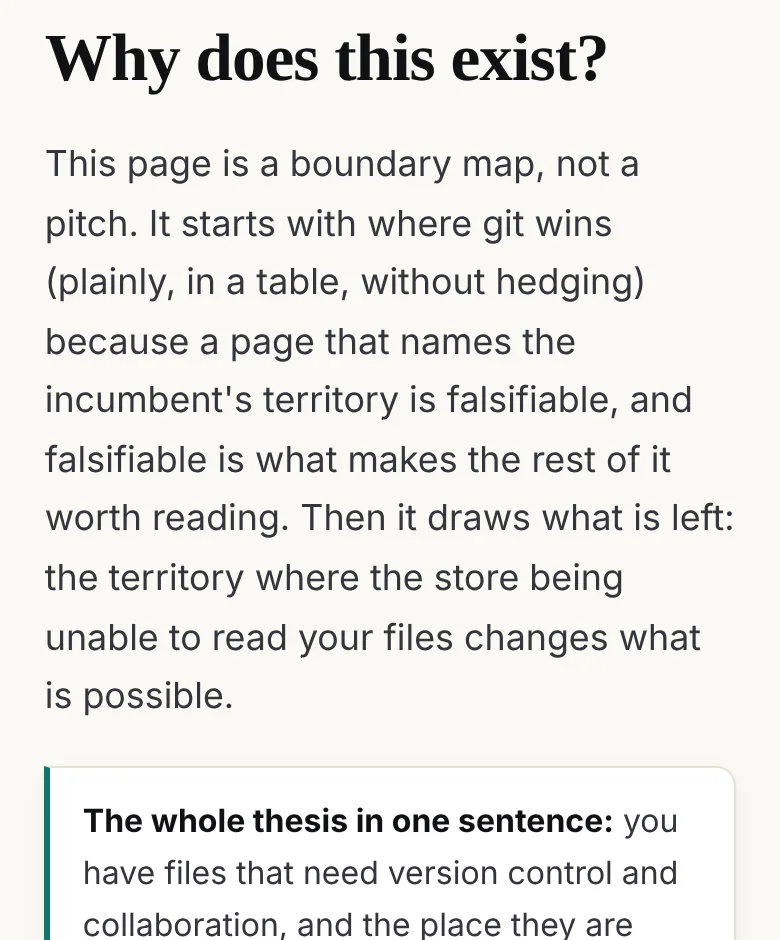 Why does this exist?
This page is a boundary map, not a
pitch. It starts with where git wins
(plainly, in a table, without hedging)
because a page that names the
incumbent's territory is falsifiable, and
falsifiable is what makes the rest of it
worth reading. Then it draws what is left:
the territory where the store being
unable to read your files changes what
is possible.
The whole thesis in one sentence: you
have files that need version control and
collaboration, and the place they are